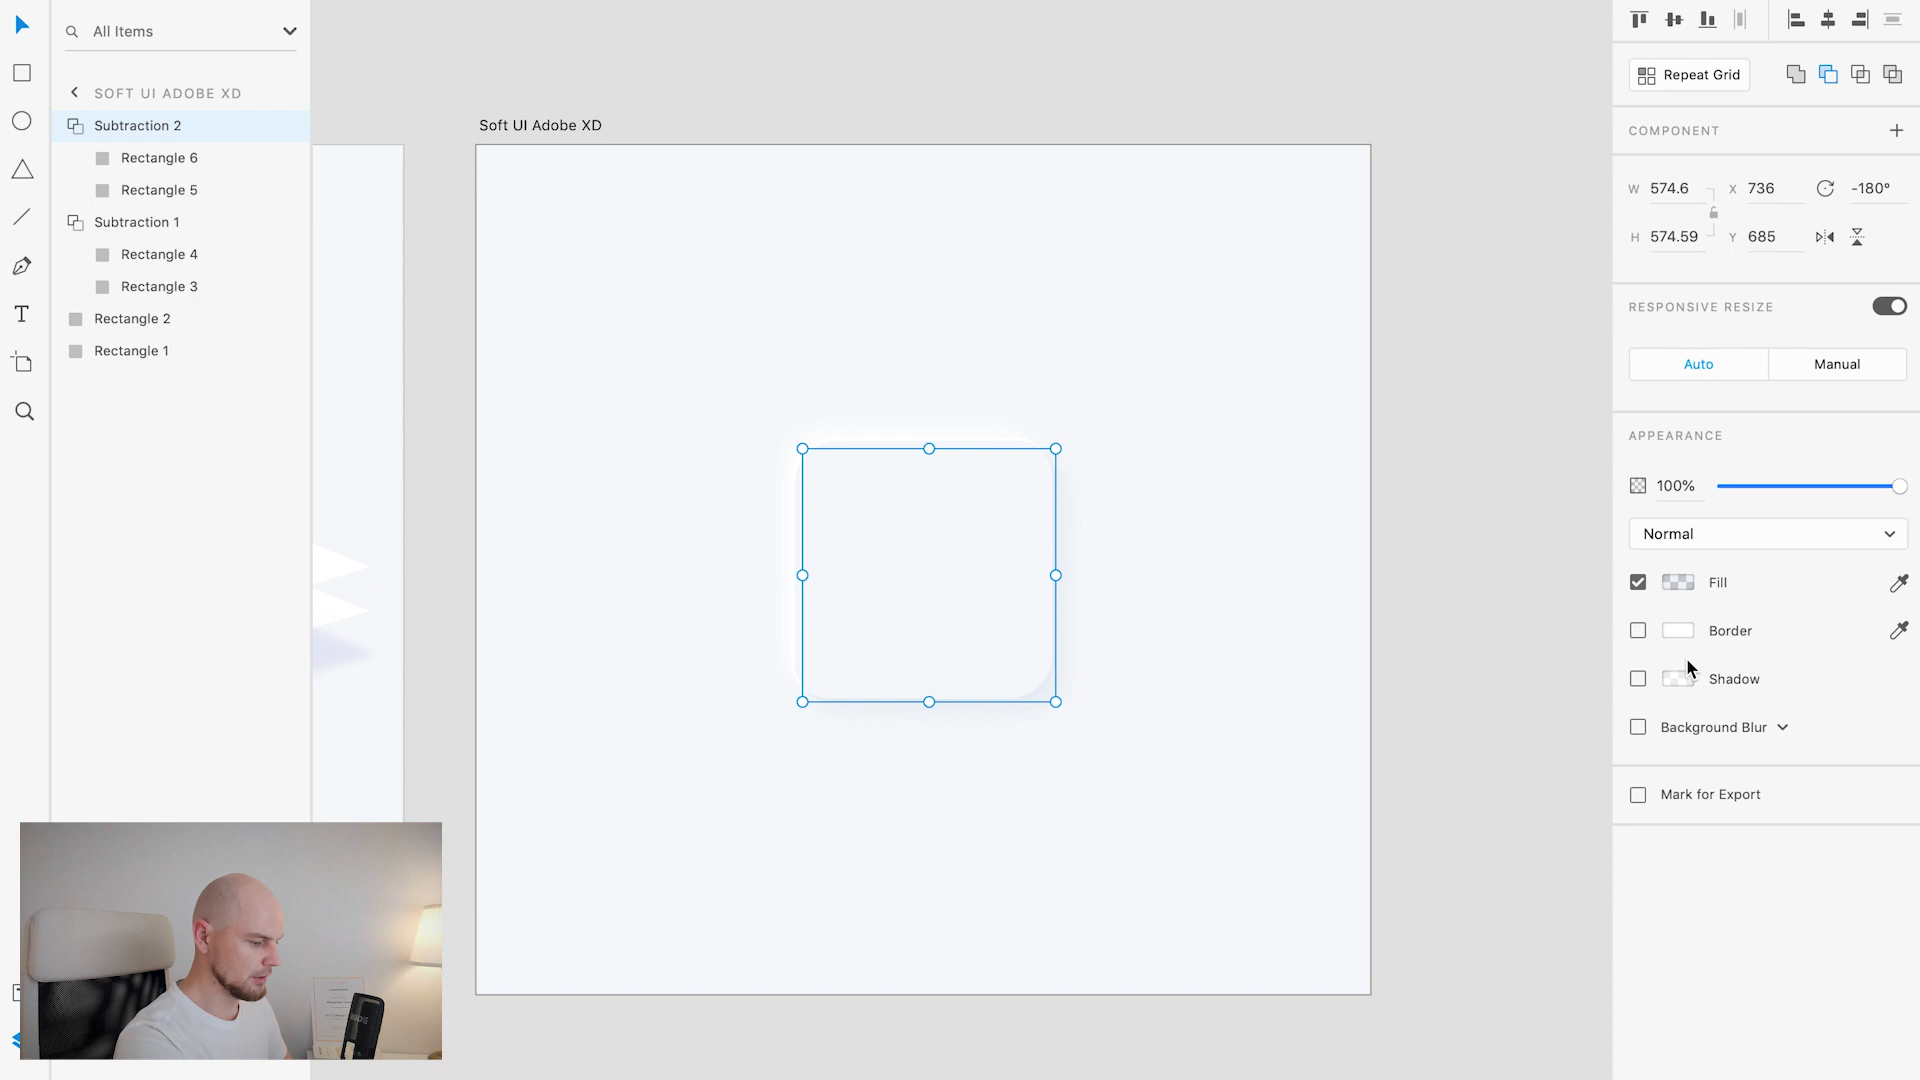 All Items
SOFT UI ADOBE XD
Subtraction 2
Rectangle 6
Rectangle 5
Subtraction 1
Rectangle 4
Rectangle 3
Rectangle 2
Rectangle 1
T
Soft UI Adobe XD
Repeat Grid
COMPONENT
W 574.6 X 736 -180°
H 574.59 Y 685
RESPONSIVE RESIZE
Auto Manual
APPEARANCE
100%
Normal
Fill
Border
Shadow
Background Blur
Mark for Export